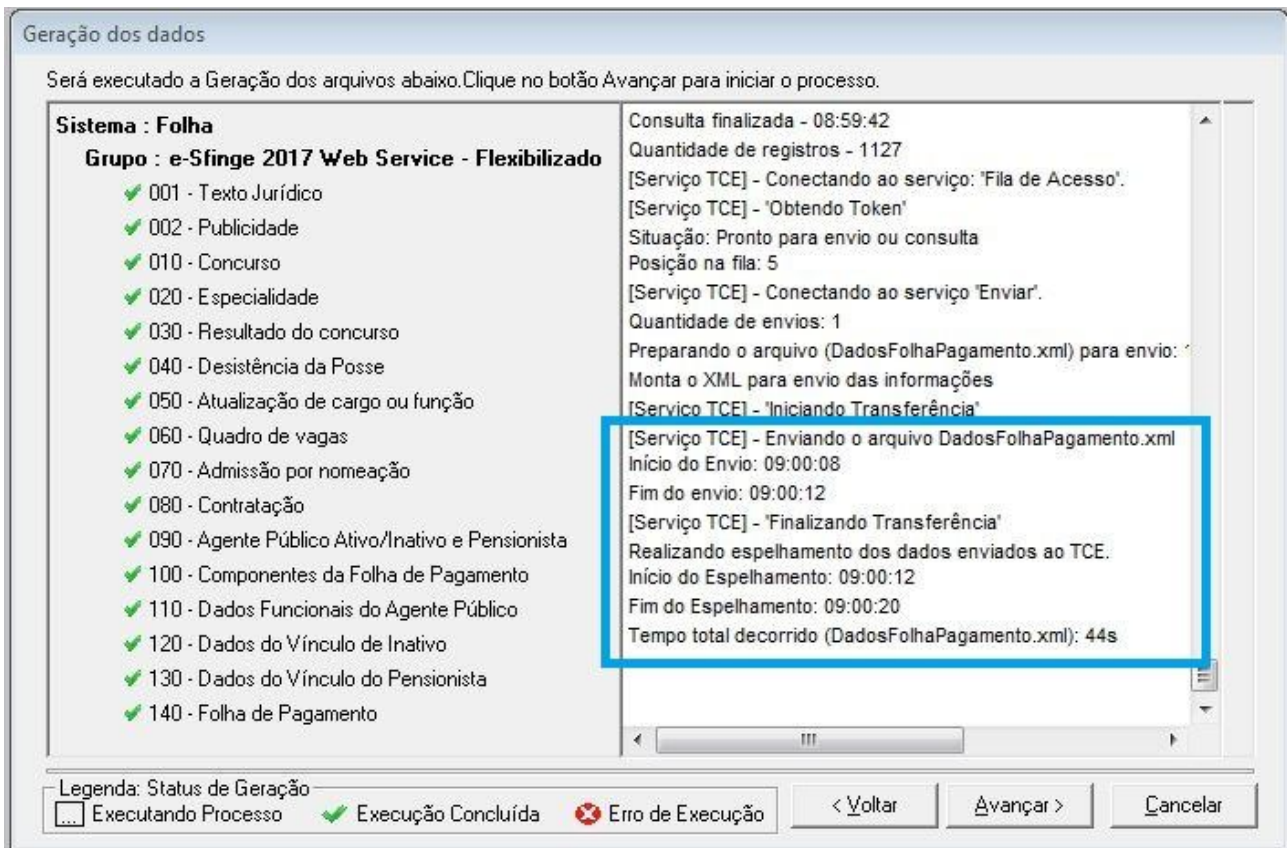 Geração dos dados
Será executado a Geração dos arquivos abaixo.Clique no botão Avançar para iniciar o processo.
Sistema : Folha
Grupo : e-Sfinge 2017 Web Service - Flexibilizado
001 - Texto Jurídico
002 - Publicidade
010 - Concurso
020 - Especialidade
030 - Resultado do concurso
040 - Desistência da Posse
050 - Atualização de cargo ou função
060 - Quadro de vagas
070 - Admissão por nomeação
080 - Contratação
090 - Agente Público Ativo/Inativo e Pensionista
100 - Componentes da Folha de Pagamento
110 - Dados Funcionais do Agente Público
120 - Dados do Vínculo de Inativo
130 - Dados do Vínculo do Pensionista
140 - Folha de Pagamento
Consulta finalizada - 08:59:42
Quantidade de registros - 1127
[Serviço TCE] - Conectando ao serviço: 'Fila de Acesso'.
[Serviço TCE] - 'Obtendo Token'
Situação: Pronto para envio ou consulta
Posição na fila: 5
[Serviço TCE] - Conectando ao serviço 'Enviar'.
Quantidade de envios: 1
Preparando o arquivo (DadosFolhaPagamento.xml) para envio:
Monta o XML para envio das informações
[Serviço TCE] - 'Iniciando Transferência'
[Serviço TCE] - Enviando o arquivo DadosFolhaPagamento.xml
Início do Envio: 09:00:08
Fim do envio: 09:00:12
[Serviço TCE] - 'Finalizando Transferência'
Realizando espelhamento dos dados enviados ao TCE.
Início do Espelhamento: 09:00:12
Fim do Espelhamento: 09:00:20
Tempo total decorrido (DadosFolhaPagamento.xml): 44s
Legenda: Status de Geração
... Executando Processo Execução Concluída Erro de Execução
< Voltar Avançar > Cancelar